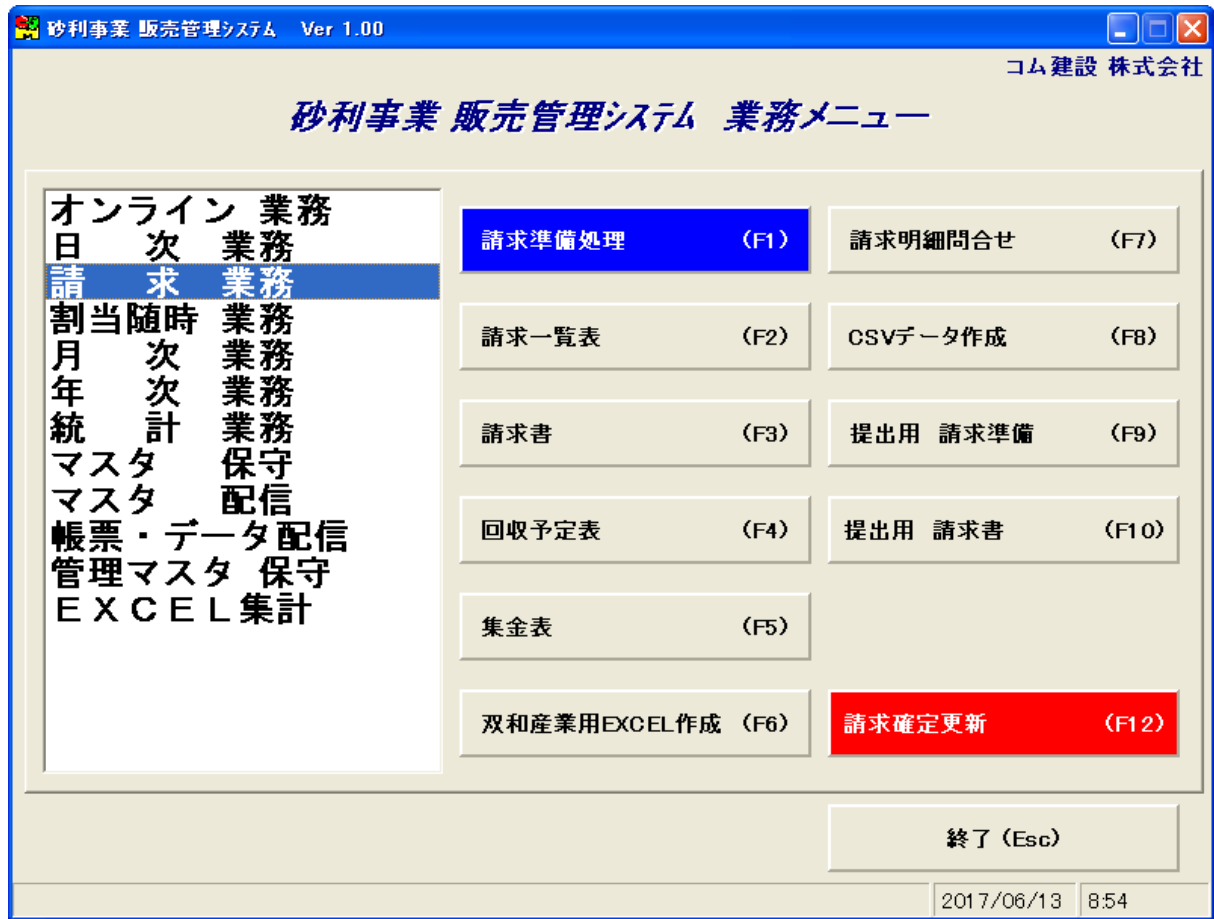 砂利事業 販売管理システム Ver 1.00
コム建設 株式会社
砂利事業 販売管理システム 業務メニュー
オンライン 業務
日 次 業務
請 求 業務
割当随時 業務
月 次 業務
年 次 業務
統 計 業務
マスタ 保守
マスタ 配信
帳票・データ配信
管理マスタ 保守
EXCEL集計
請求準備処理 (F1)
請求一覧表 (F2)
請求書 (F3)
回収予定表 (F4)
集金表 (F5)
双和産業用EXCEL作成 (F6)
請求明細問合せ (F7)
CSVデータ作成 (F8)
提出用 請求準備 (F9)
提出用 請求書 (F10)
請求確定更新 (F12)
終了 (Esc)
2017/06/13 8:54